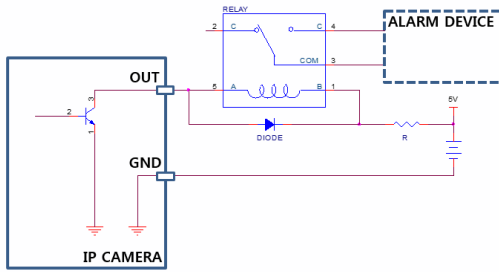 RELAY
ALARM DEVICE
2 C C 4
COM 3
OUT
5 A B 1
3
2
1
DIODE
R
5V
GND
IP CAMERA